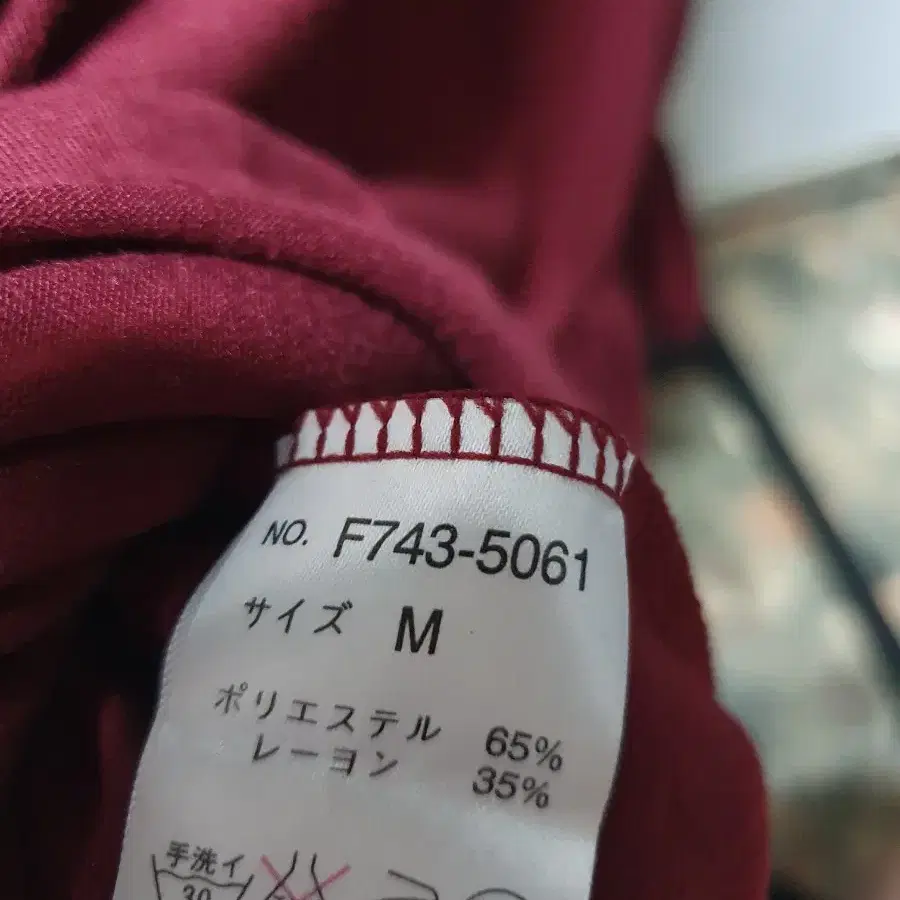 NO. F743-5061
サイズ M
ポリエステル 65%
レーヨン 35%
手洗イ
30